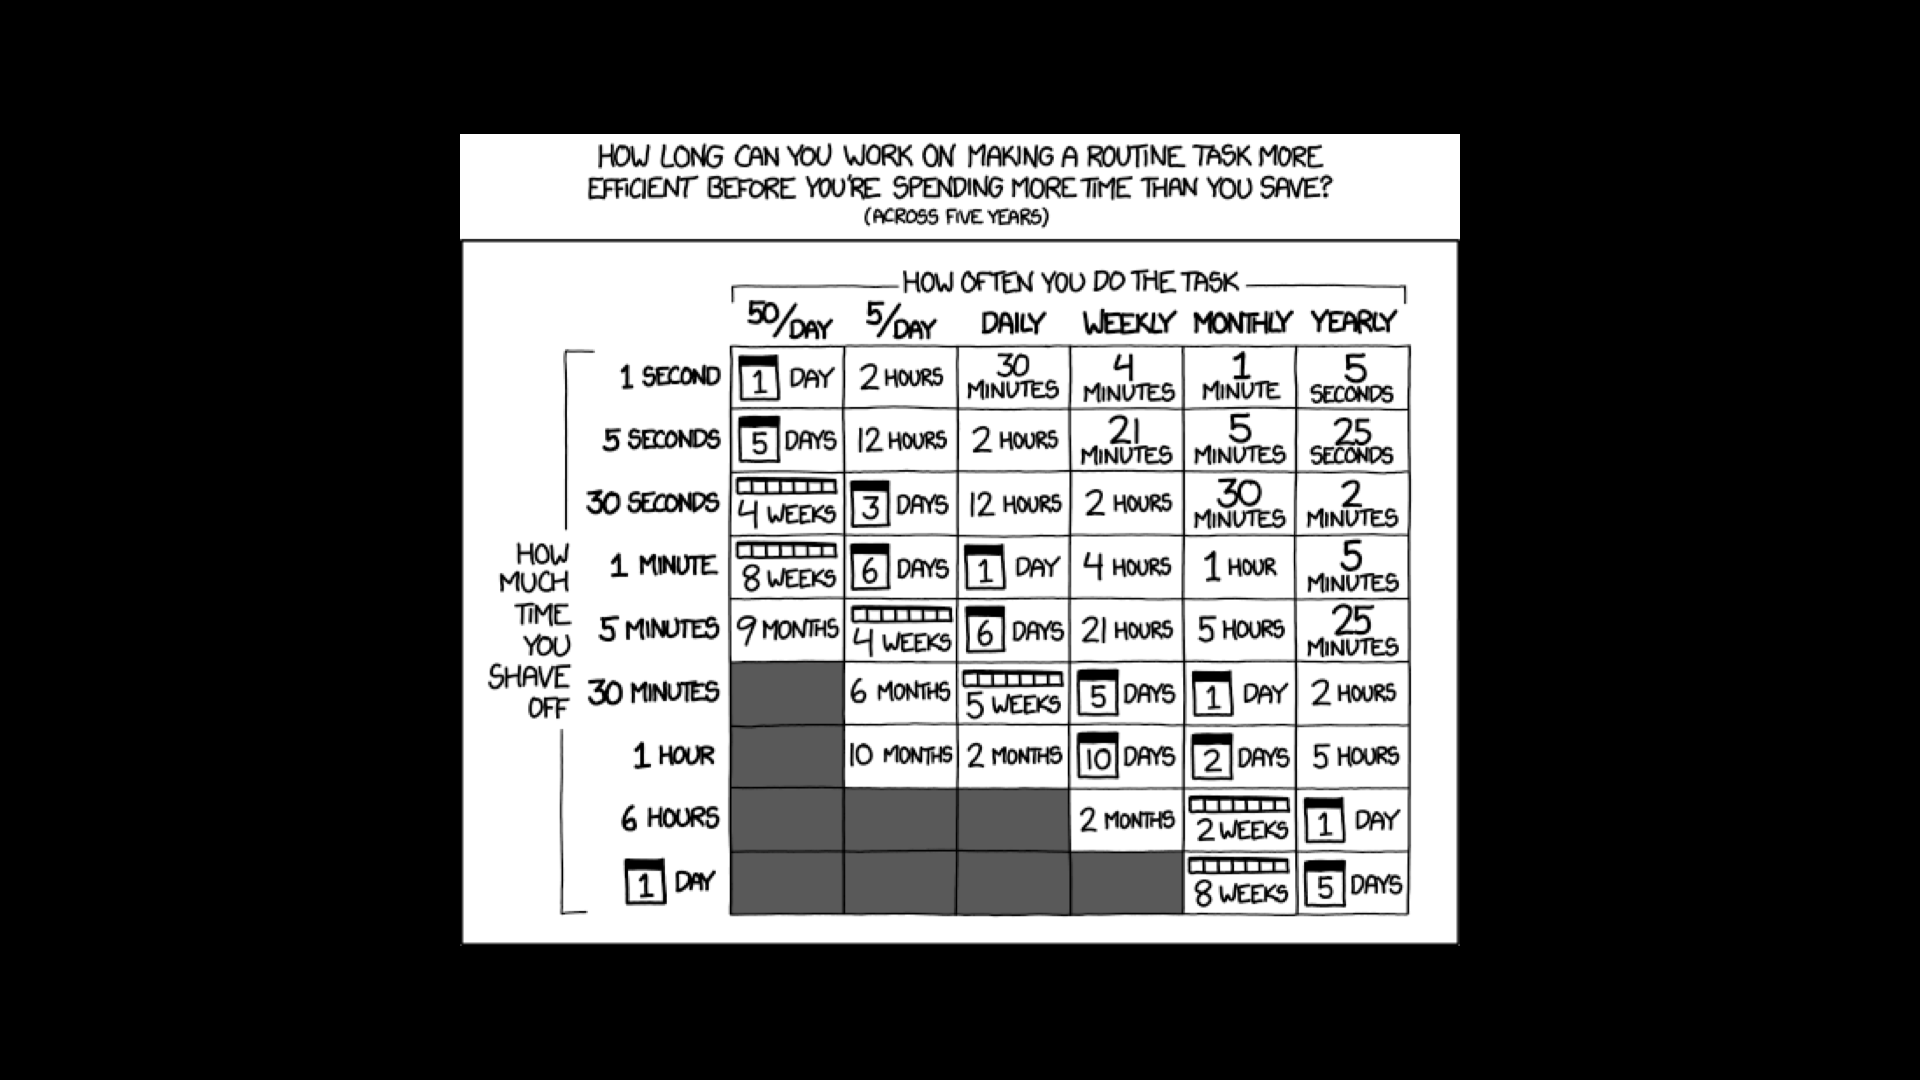 HOW LONG CAN YOU WORK ON MAKING A ROUTINE TASK MORE
EFFICIENT BEFORE YOU'RE SPENDING MORE TIME THAN YOU SAVE?
(ACROSS FIVE YEARS)
HOW OFTEN YOU DO THE TASK
50/DAY 5/DAY DAILY WEEKLY MONTHLY YEARLY
HOW
MUCH
TIME
YOU
SHAVE
OFF
1 SECOND 1 DAY 2 HOURS 30 MINUTES 4 MINUTES 1 MINUTE 5 SECONDS
5 SECONDS 5 DAYS 12 HOURS 2 HOURS 21 MINUTES 5 MINUTES 25 SECONDS
30 SECONDS 4 WEEKS 3 DAYS 12 HOURS 2 HOURS 30 MINUTES 2 MINUTES
1 MINUTE 8 WEEKS 6 DAYS 1 DAY 4 HOURS 1 HOUR 5 MINUTES
5 MINUTES 9 MONTHS 4 WEEKS 6 DAYS 21 HOURS 5 HOURS 25 MINUTES
30 MINUTES 6 MONTHS 5 WEEKS 5 DAYS 1 DAY 2 HOURS
1 HOUR 10 MONTHS 2 MONTHS 10 DAYS 2 DAYS 5 HOURS
6 HOURS 2 MONTHS 2 WEEKS 1 DAY
1 DAY 8 WEEKS 5 DAYS